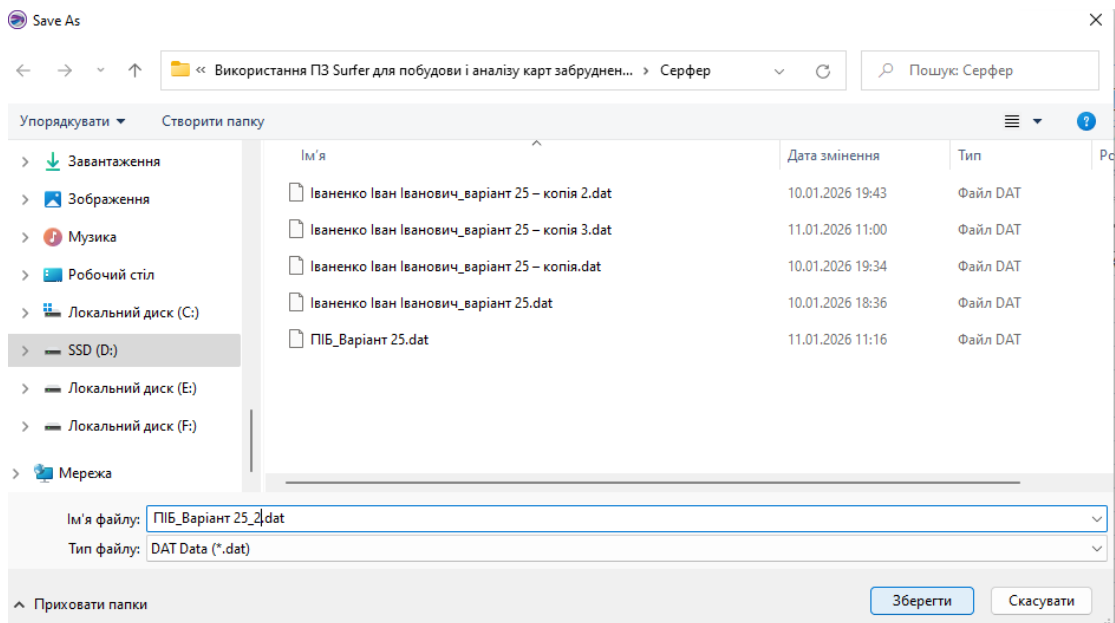 Save As
« Використання ПЗ Surfer для побудови і аналізу карт забруднен... › Серфер
Пошук: Серфер
Упорядкувати
Створити папку
Ім'я Дата змінення Тип
Завантаження
Зображення
Музика
Робочий стіл
Локальний диск (C:)
SSD (D:)
Локальний диск (E:)
Локальний диск (F:)
Мережа
Іваненко Іван Іванович_варіант 25 – копія 2.dat 10.01.2026 19:43 Файл DAT
Іваненко Іван Іванович_варіант 25 – копія 3.dat 11.01.2026 11:00 Файл DAT
Іваненко Іван Іванович_варіант 25 – копія.dat 10.01.2026 19:34 Файл DAT
Іваненко Іван Іванович_варіант 25.dat 10.01.2026 18:36 Файл DAT
ПІБ_Варіант 25.dat 11.01.2026 11:16 Файл DAT
Ім'я файлу: ПІБ_Варіант 25_2.dat
Тип файлу: DAT Data (*.dat)
Приховати папки
Зберегти
Скасувати